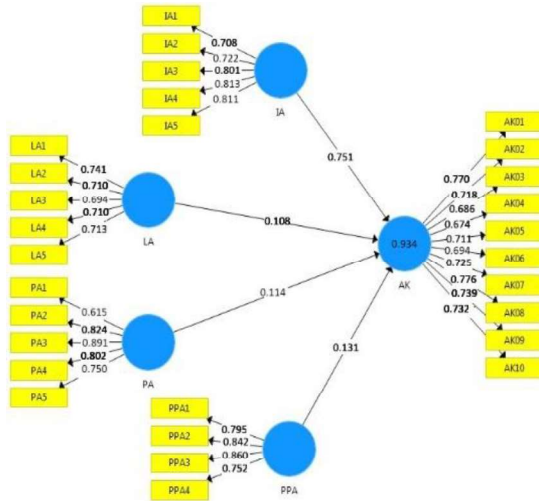 IA1
IA2
IA3
IA4
IA5
0.708
0.722
0.801
0.813
0.811
IA
0.751
LA1
LA2
LA3
LA4
LA5
0.741
0.710
0.694
0.710
0.713
LA
0.108
PA1
PA2
PA3
PA4
PA5
0.615
0.824
0.891
0.802
0.750
PA
0.114
PPA1
PPA2
PPA3
PPA4
0.795
0.842
0.860
0.752
PPA
0.131
0.934
AK
0.770
0.718
0.686
0.674
0.711
0.694
0.725
0.776
0.739
0.732
AK01
AK02
AK03
AK04
AK05
AK06
AK07
AK08
AK09
AK10